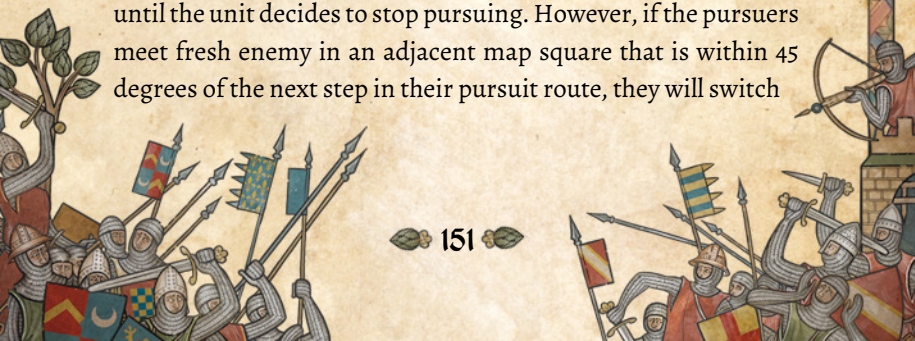 until the unit decides to stop pursuing. However, if the pursuers
meet fresh enemy in an adjacent map square that is within 45
degrees of the next step in their pursuit route, they will switch
151